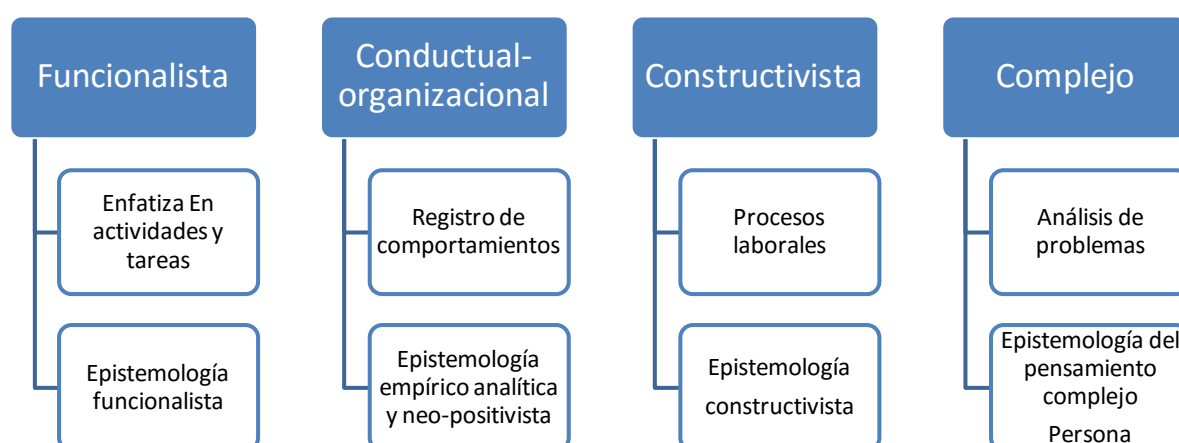 Funcionalista
Enfatiza En
actividades y
tareas
Epistemología
funcionalista
Conductual-
organizacional
Registro de
comportamientos
Epistemología
empírico analítica
y neo-positivista
Constructivista
Procesos
laborales
Epistemología
constructivista
Complejo
Análisis de
problemas
Epistemología del
pensamiento
complejo
Persona